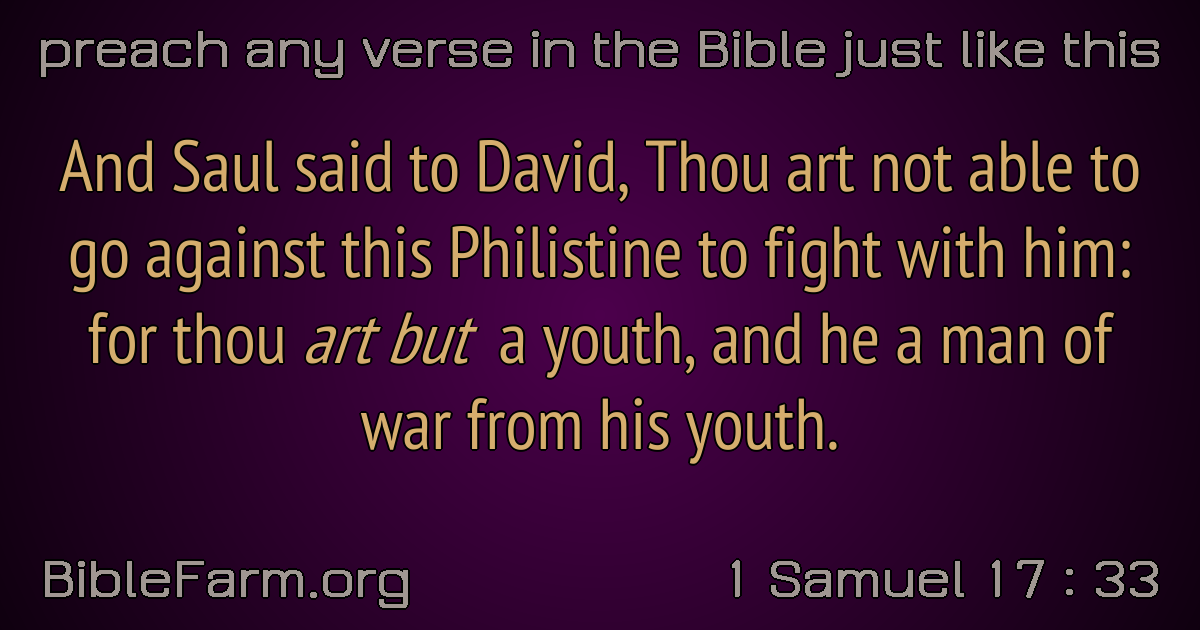 preach any verse in the Bible just like this
And Saul said to David, Thou art not able to
go against this Philistine to fight with him:
for thou art but a youth, and he a man of
war from his youth.
BibleFarm.org
1 Samuel 17 : 33